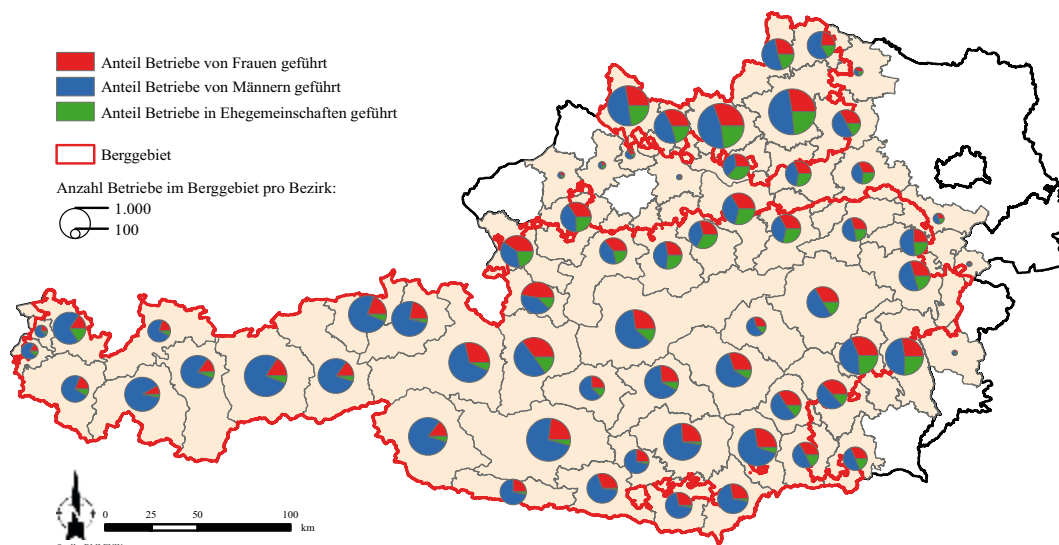 Anteil Betriebe von Frauen geführt
Anteil Betriebe von Männern geführt
Anteil Betriebe in Ehegemeinschaften geführt
Berggebiet
Anzahl Betriebe im Berggebiet pro Bezirk:
1.000
100
0 25 50 100
km